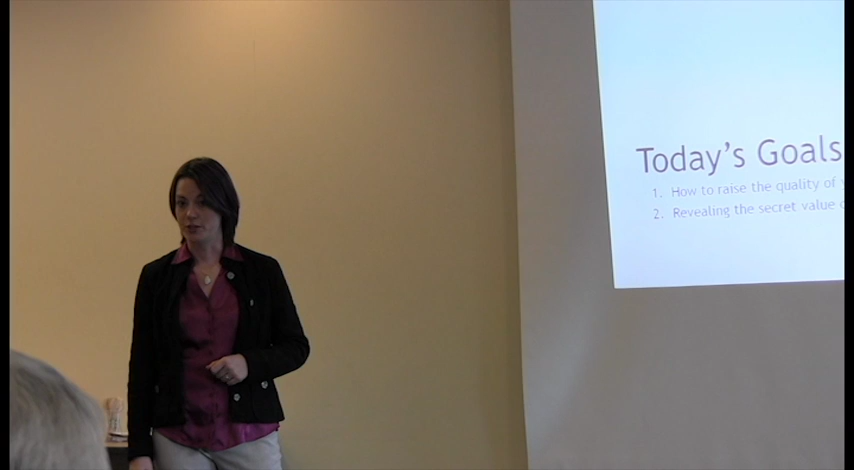 Today's Goals
1. How to raise the quality of
2. Revealing the secret value